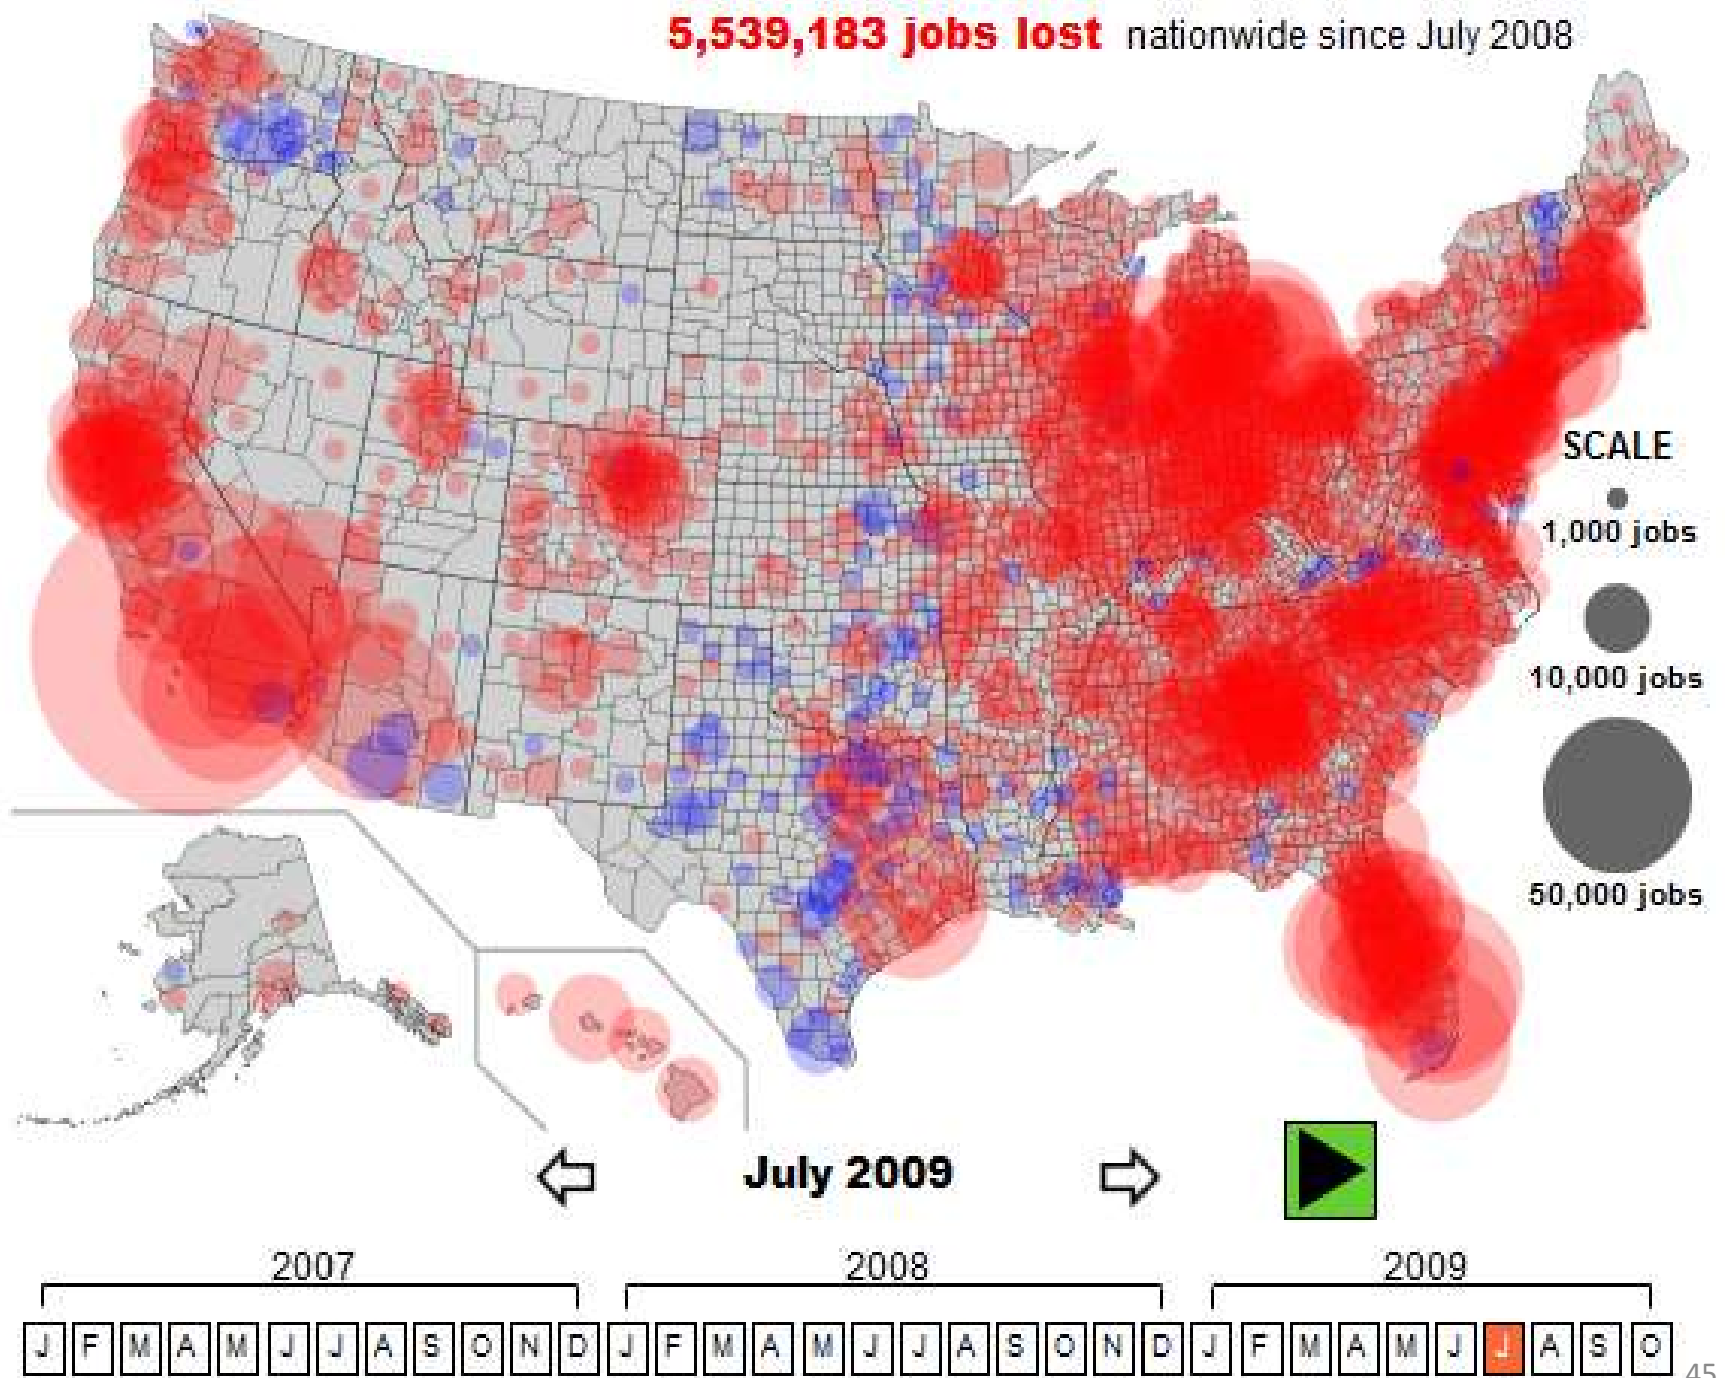 5,539,183 jobs lost nationwide since July 2008
SCALE
1,000 jobs
10,000 jobs
50,000 jobs
July 2009
2007 2008 2009
J F M A M J J A S O N D J F M A M J J A S O N D J F M A M J J A S O
45